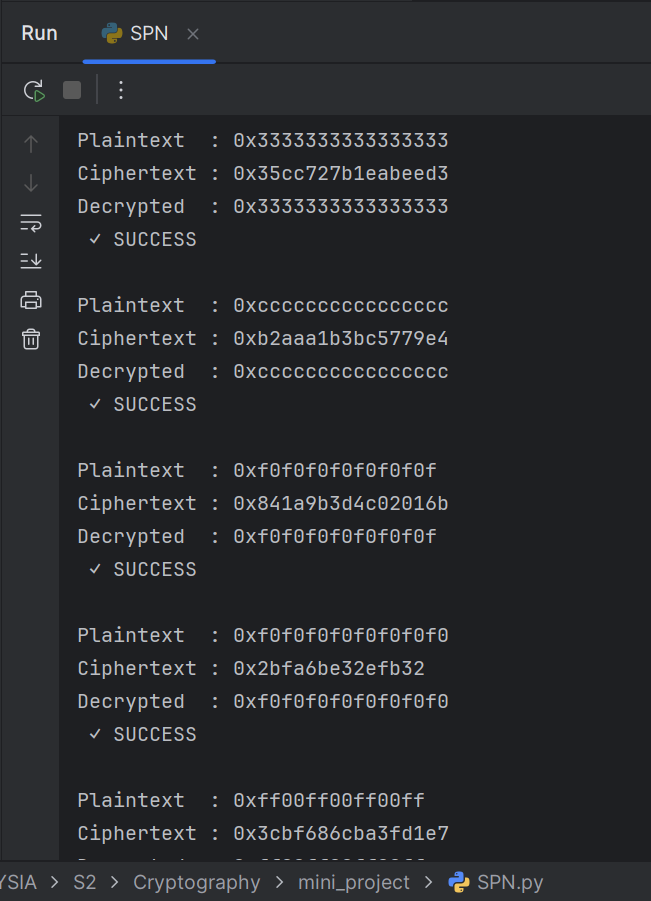 Run SPN
Plaintext : 0x3333333333333333
Ciphertext : 0x35cc727b1eabeed3
Decrypted : 0x3333333333333333
✓ SUCCESS
Plaintext : 0xcccccccccccccccc
Ciphertext : 0xb2aaa1b3bc5779e4
Decrypted : 0xcccccccccccccccc
✓ SUCCESS
Plaintext : 0xf0f0f0f0f0f0f0f
Ciphertext : 0x841a9b3d4c02016b
Decrypted : 0xf0f0f0f0f0f0f0f
✓ SUCCESS
Plaintext : 0xf0f0f0f0f0f0f0f0
Ciphertext : 0x2bfa6be32efb32
Decrypted : 0xf0f0f0f0f0f0f0f0
✓ SUCCESS
Plaintext : 0xff00ff00ff00ff
Ciphertext : 0x3cbf686cba3fd1e7
YSIA > S2 > Cryptography > mini_project > SPN.py